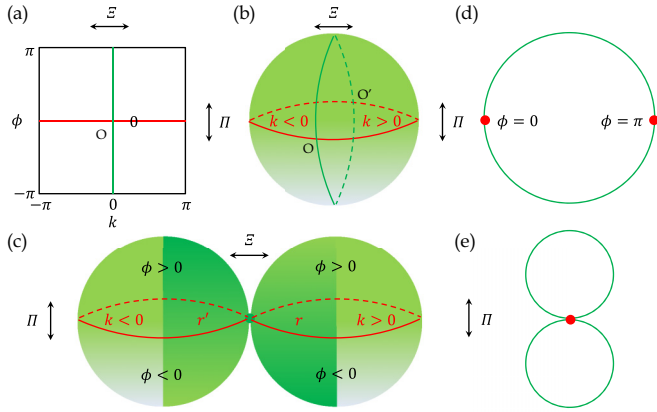 (a)
Ξ
π
ϕ
0
O
−π
−π
0
π
k
(b)
Ξ
Π
O′
k < 0
k > 0
O
(d)
Π
ϕ = 0
ϕ = π
(c)
Ξ
Π
ϕ > 0
ϕ > 0
k < 0
r′
r
k > 0
ϕ < 0
ϕ < 0
(e)
Π